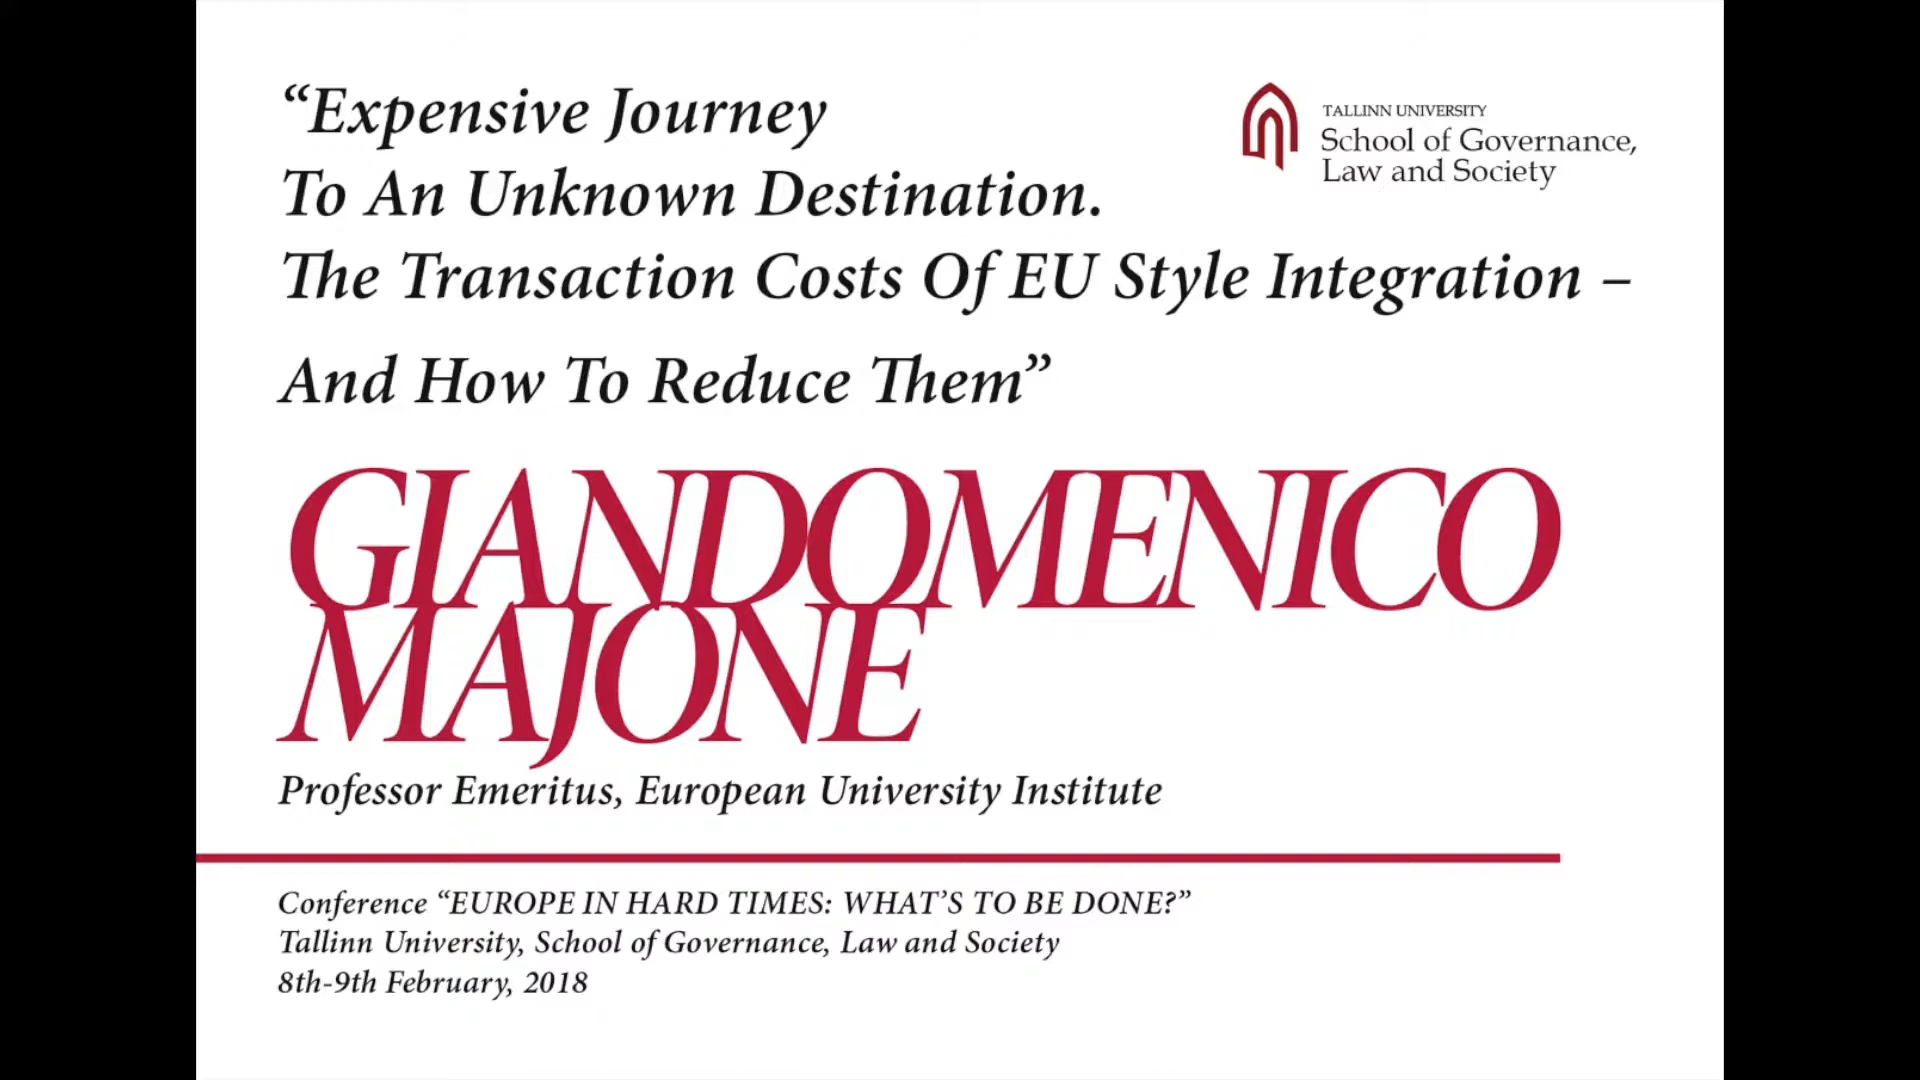 “Expensive Journey
To An Unknown Destination.
The Transaction Costs Of EU Style Integration –
And How To Reduce Them”
TALLINN UNIVERSITY
School of Governance,
Law and Society
GIANDOMENICO
MAJONE
Professor Emeritus, European University Institute
Conference “EUROPE IN HARD TIMES: WHAT’S TO BE DONE?”
Tallinn University, School of Governance, Law and Society
8th-9th February, 2018